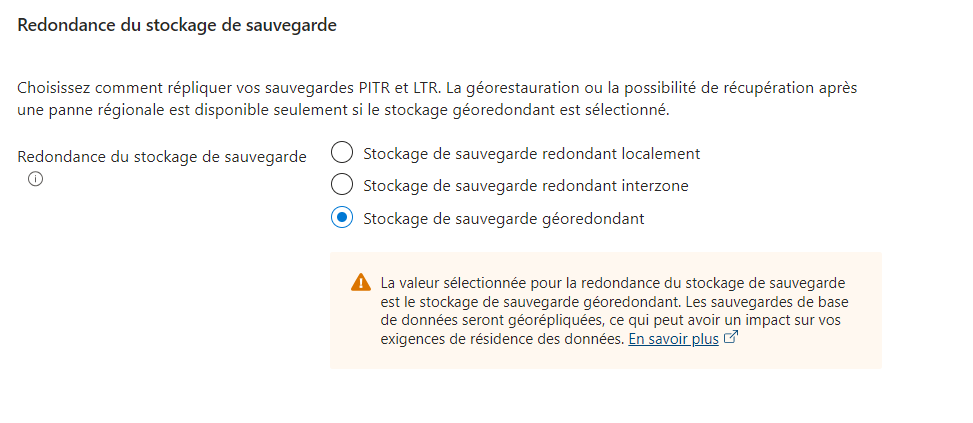 Redondance du stockage de sauvegarde
Choisissez comment répliquer vos sauvegardes PITR et LTR. La géorestauration ou la possibilité de récupération après
une panne régionale est disponible seulement si le stockage géoredondant est sélectionné.
Redondance du stockage de sauvegarde
Stockage de sauvegarde redondant localement
Stockage de sauvegarde redondant interzone
Stockage de sauvegarde géoredondant
La valeur sélectionnée pour la redondance du stockage de sauvegarde
est le stockage de sauvegarde géoredondant. Les sauvegardes de base
de données seront géorépliquées, ce qui peut avoir un impact sur vos
exigences de résidence des données. En savoir plus